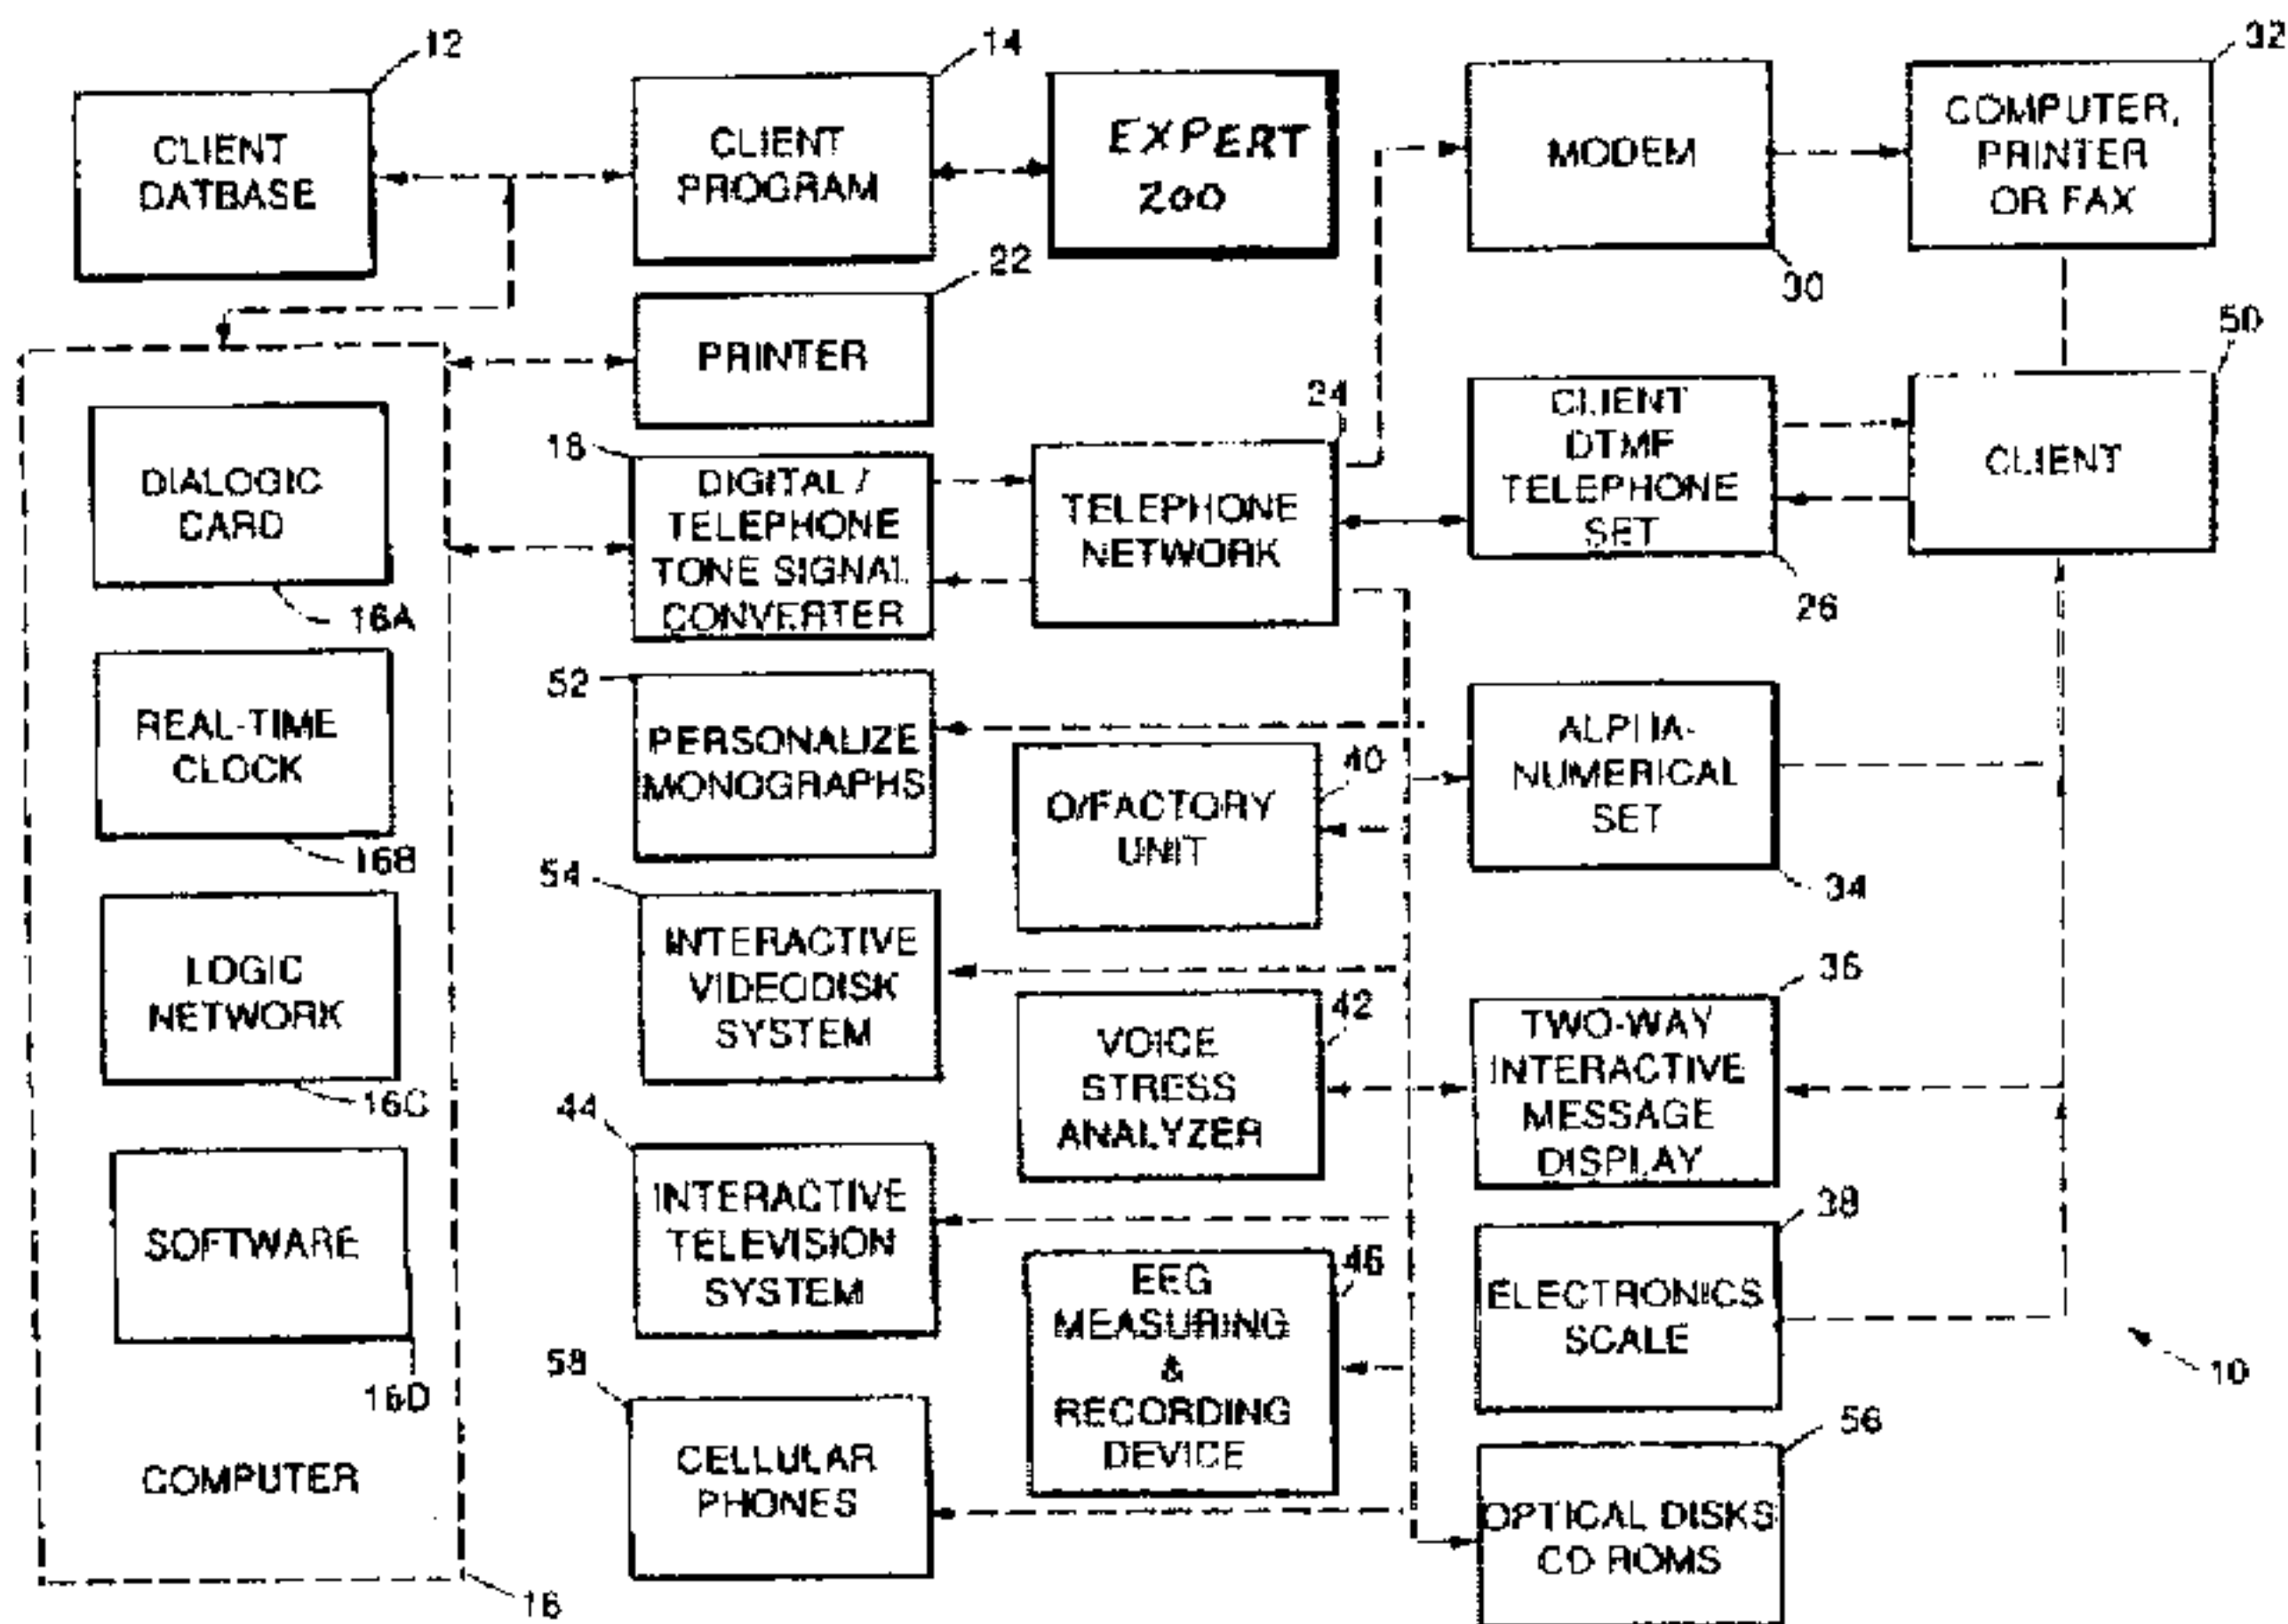 12
14
32
CLIENT
DATBASE
CLIENT
PROGRAM
EXPERT
200
MODEM
COMPUTER,
PRINTER
OR FAX
22
30
50
PRINTER
24
18
DIGITAL /
TELEPHONE
TONE SIGNAL
CONVERTER
TELEPHONE
NETWORK
CLIENT
DTMF
TELEPHONE
SET
CLIENT
26
DIALOGIC
CARD
16A
52
PERSONALIZE
MONOGRAPHS
40
O/FACTORY
UNIT
ALPHA-
NUMERICAL
SET
34
REAL-TIME
CLOCK
16B
54
INTERACTIVE
VIDEODISK
SYSTEM
42
VOICE
STRESS
ANALYZER
36
TWO-WAY
INTERACTIVE
MESSAGE
DISPLAY
LOGIC
NETWORK
16C
44
INTERACTIVE
TELEVISION
SYSTEM
46
EEG
MEASURING
&
RECORDING
DEVICE
38
ELECTRONICS
SCALE
10
SOFTWARE
16D
58
CELLULAR
PHONES
56
OPTICAL DISKS
CD ROMS
COMPUTER
16